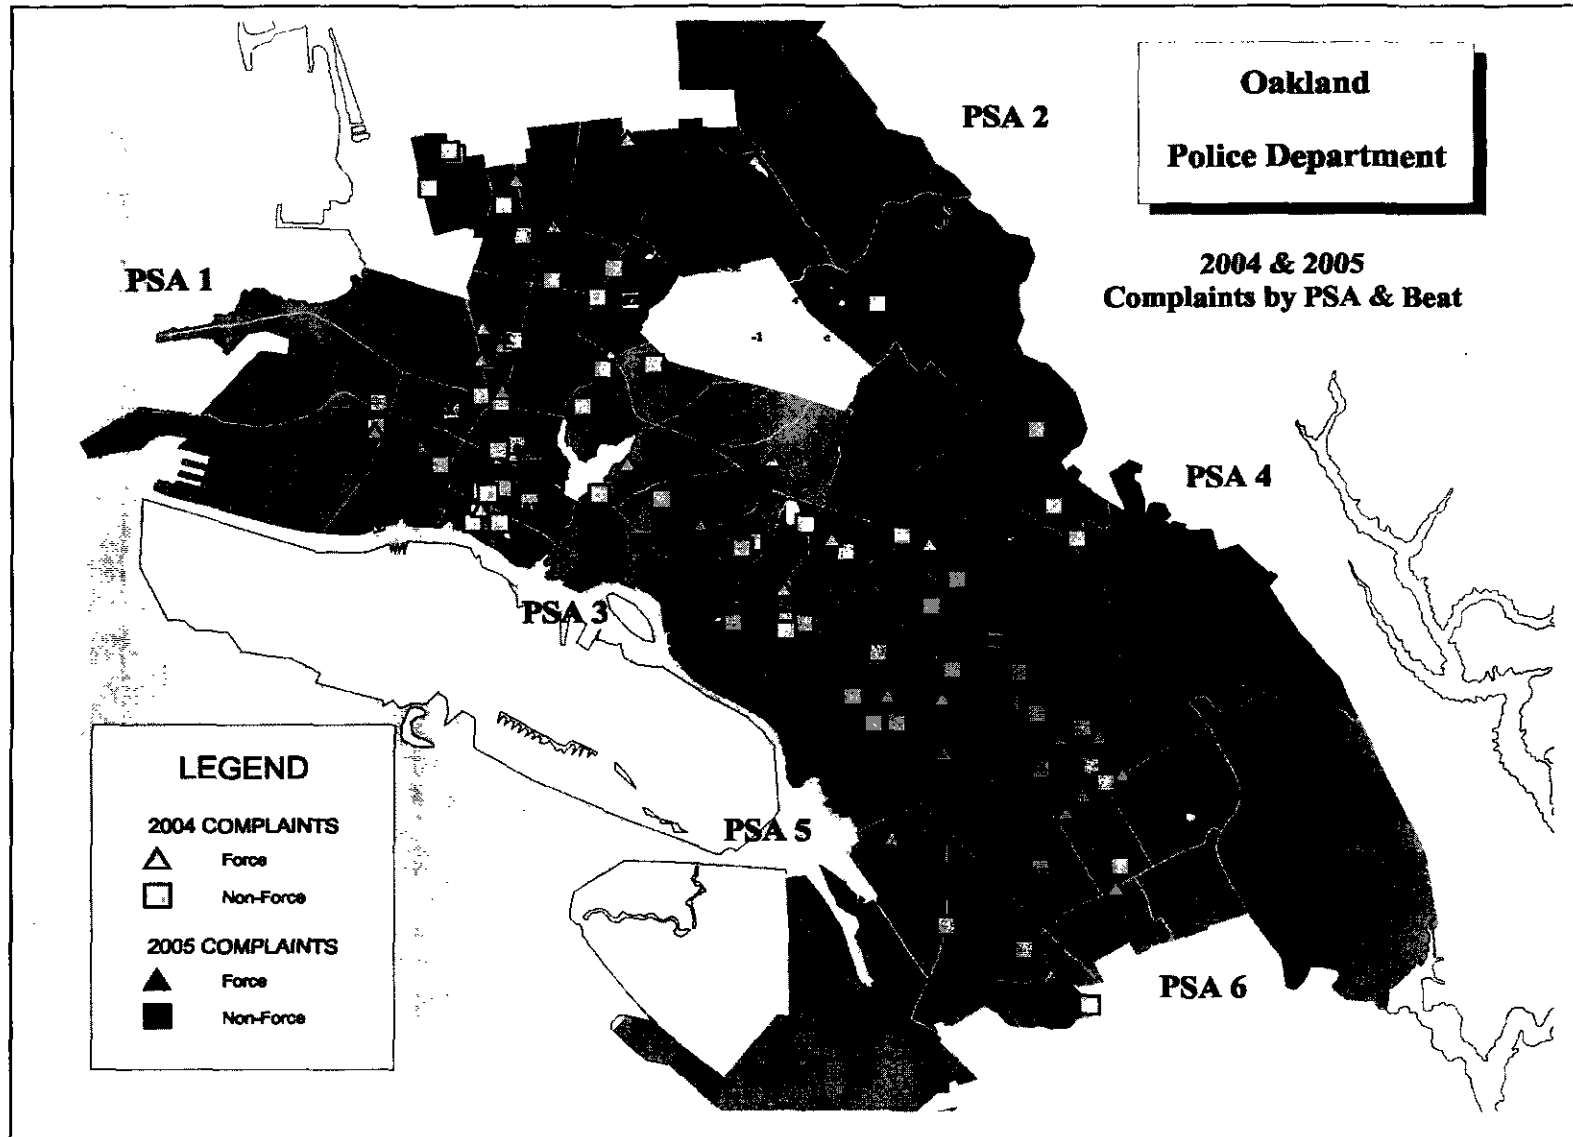 Oakland
Police Department
2004 & 2005
Complaints by PSA & Beat
PSA 2
PSA 1
PSA 4
PSA 3
PSA 5
PSA 6
LEGEND
2004 COMPLAINTS
Force
Non-Force
2005 COMPLAINTS
Force
Non-Force